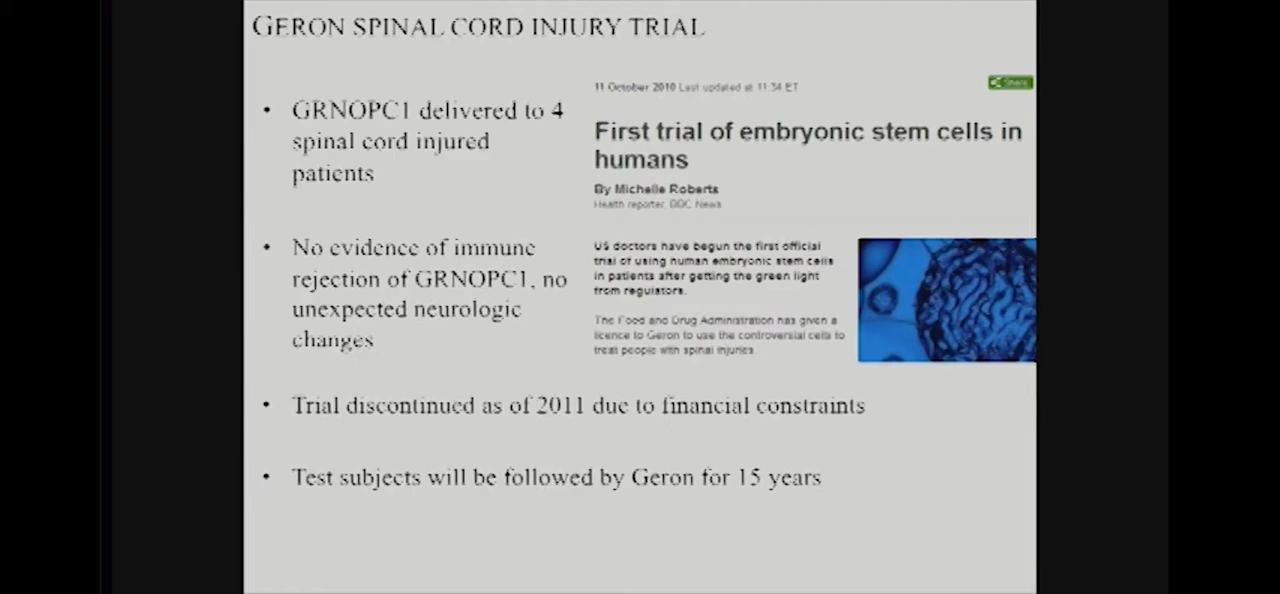 GERON SPINAL CORD INJURY TRIAL
• GRNOPC1 delivered to 4
spinal cord injured
patients
• No evidence of immune
rejection of GRNOPC1, no
unexpected neurologic
changes
• Trial discontinued as of 2011 due to financial constraints
• Test subjects will be followed by Geron for 15 years
11 October 2010 Last updated at 11:34 ET
Share
First trial of embryonic stem cells in
humans
By Michelle Roberts
Health reporter, BBC News
US doctors have begun the first official
trial of using human embryonic stem cells
in patients after getting the green light
from regulators.
The Food and Drug Administration has given a
licence to Geron to use the controversial cells to
treat people with spinal injuries.